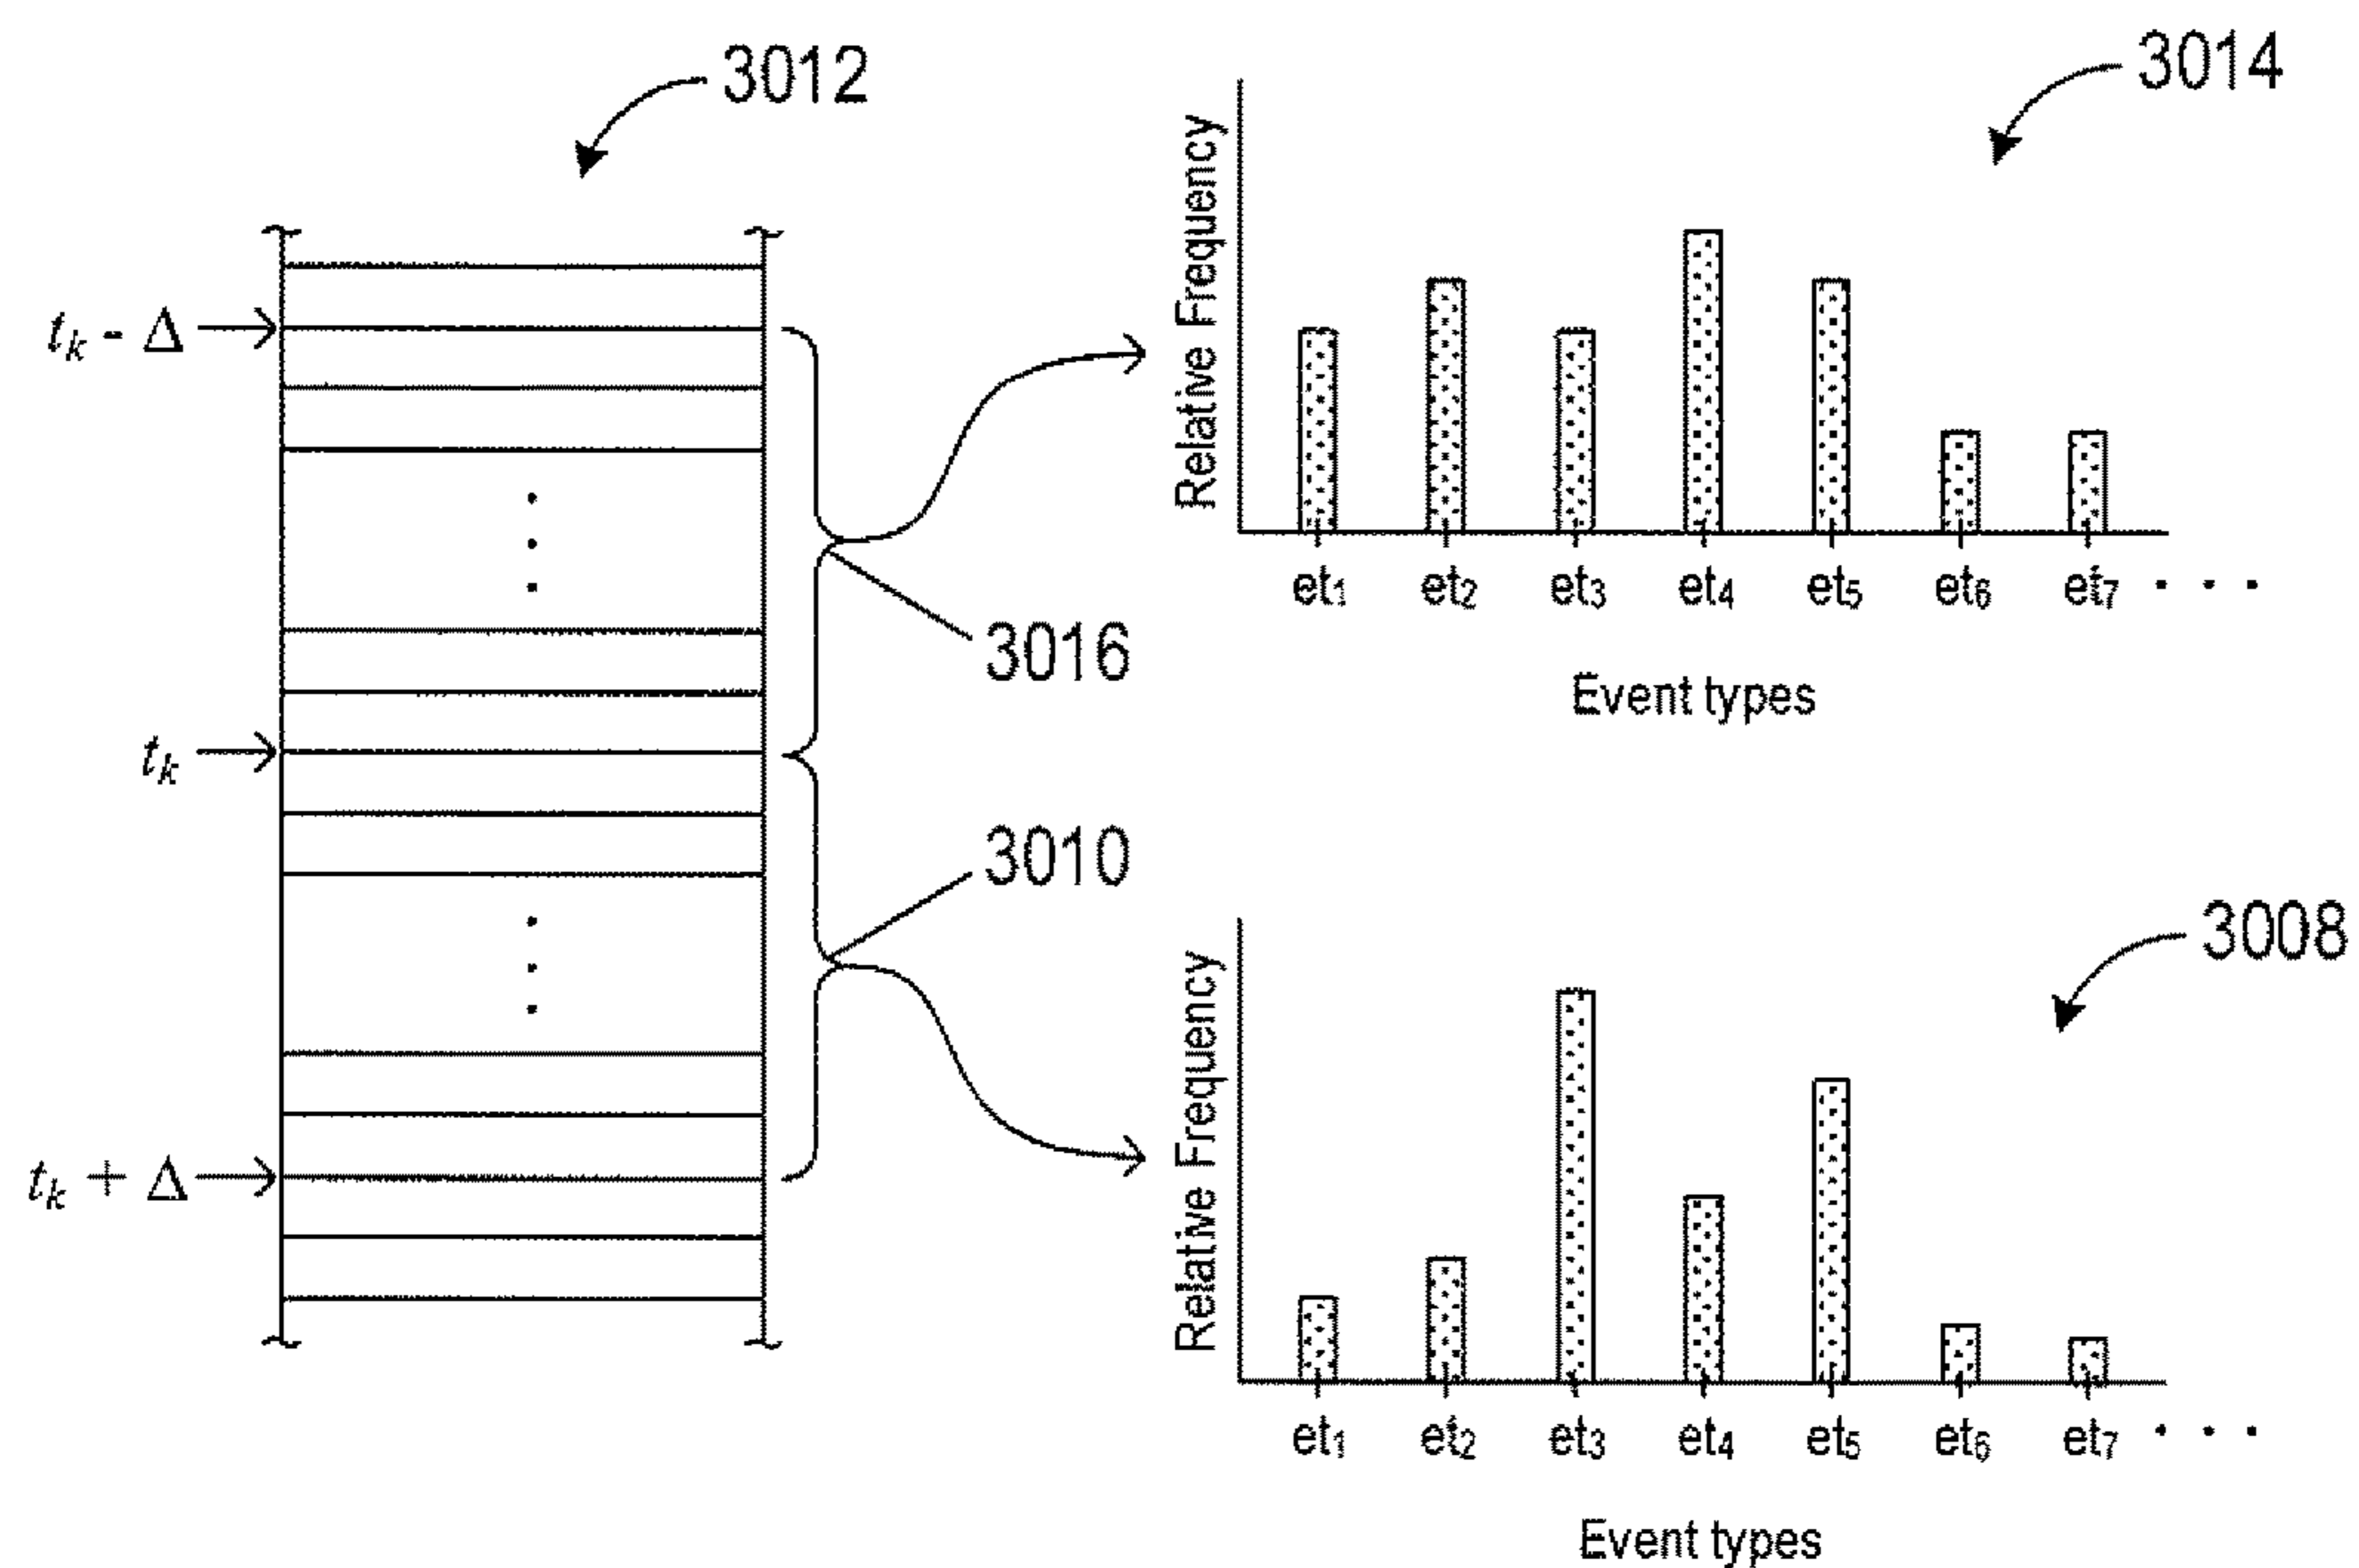 3012
3014
t_k - Δ
Relative Frequency
et₁ et₂ et₃ et₄ et₅ et₆ et₇ . . .
3016
Event types
t_k
3010
3008
Relative Frequency
t_k + Δ
et₁ et₂ et₃ et₄ et₅ et₆ et₇ . . .
Event types